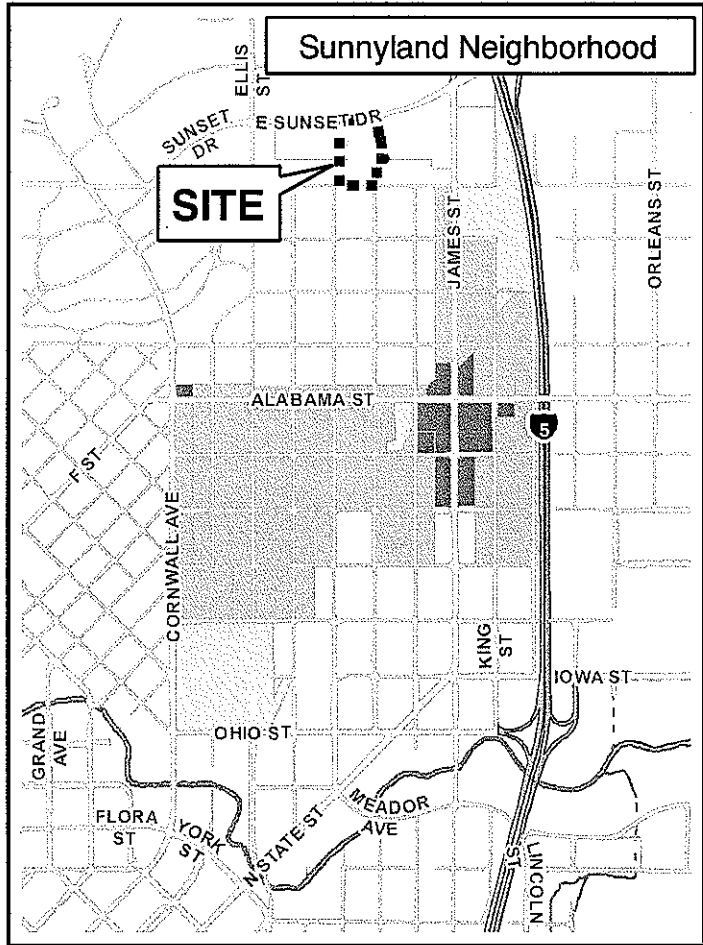 Sunnyland Neighborhood
ELLIS
ST
E SUNSET DR
SUNSET
DR
SITE
JAMES ST
ORLEANS ST
ALABAMA ST
5
F ST
CORNWALL AVE
KING
ST
IOWA ST
OHIO ST
GRAND
AVE
FLORA
ST
YORK
ST
N STATE ST
MEADOR
AVE
LINCOLN
ST